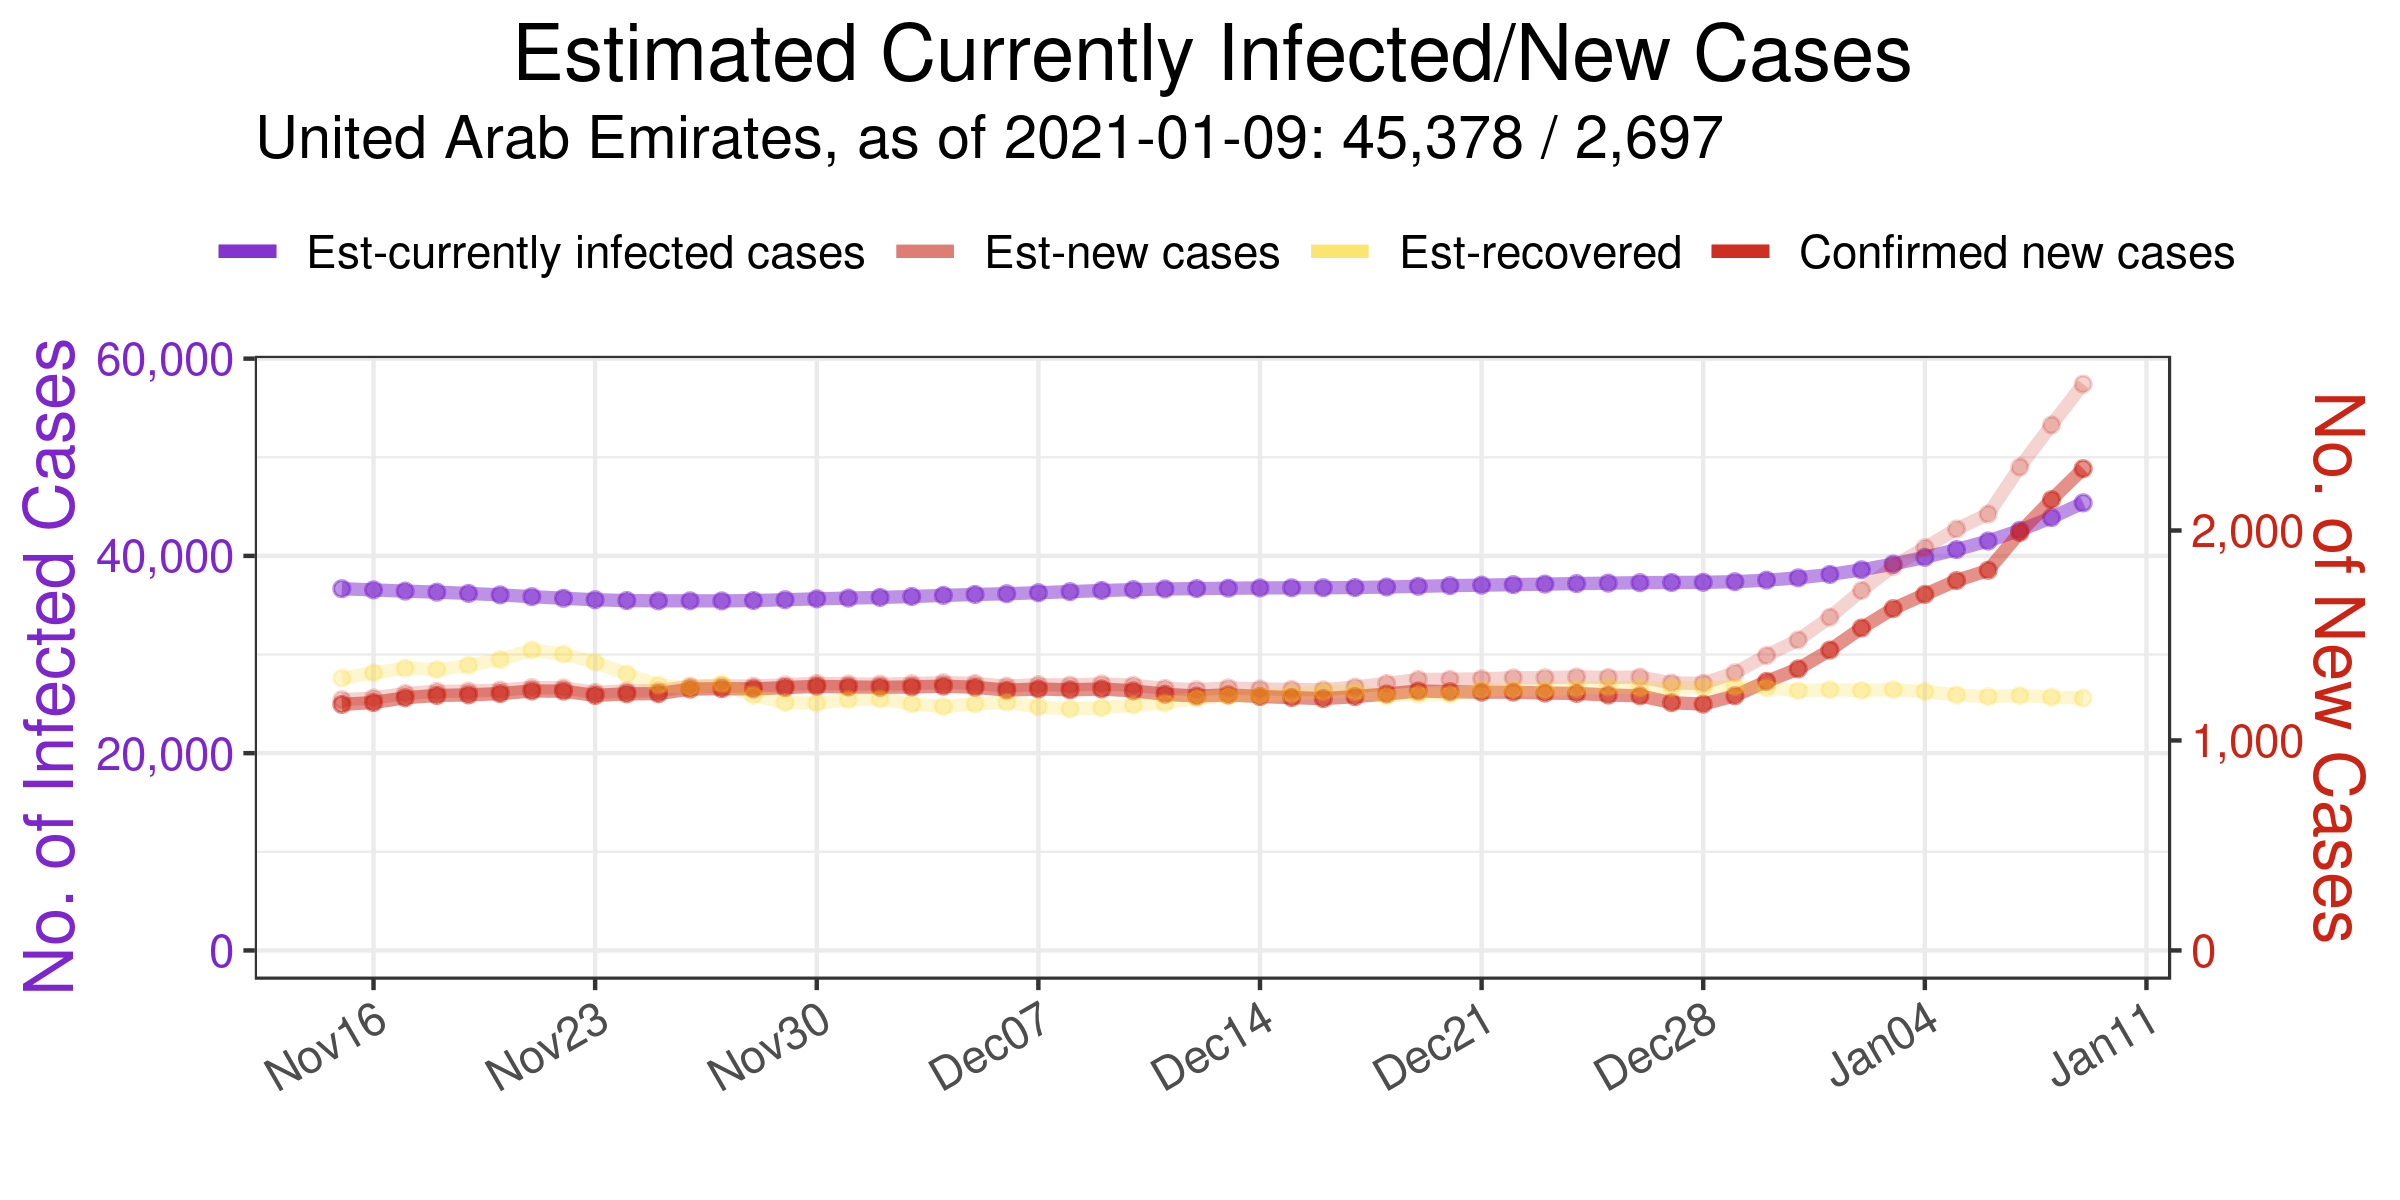 Estimated Currently Infected/New Cases
United Arab Emirates, as of 2021-01-09: 45,378 / 2,697
Est-currently infected cases Est-new cases Est-recovered Confirmed new cases
No. of Infected Cases
60,000
40,000
20,000
0
2,000
1,000
0
No. of New Cases
Nov16 Nov23 Nov30 Dec07 Dec14 Dec21 Dec28 Jan04 Jan11